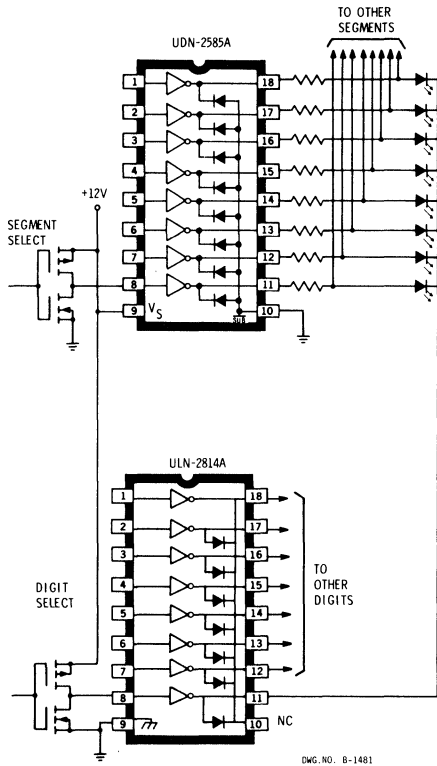 TO OTHER
SEGMENTS
UDN-2585A
1
18
2
17
3
16
+12V
4
15
5
14
SEGMENT
SELECT
6
13
7
12
8
11
9
VS
SUB
10
ULN-2814A
1
18
2
17
3
16
TO
OTHER
DIGITS
4
15
DIGIT
SELECT
5
14
6
13
7
12
8
11
9
10
NC
DWG.NO. B-1481